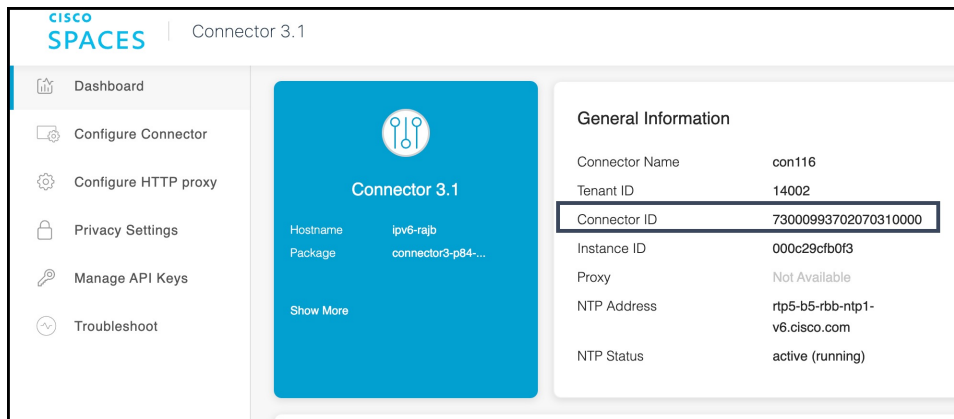 CISCO
SPACES
Connector 3.1
Dashboard
Configure Connector
Configure HTTP proxy
Privacy Settings
Manage API Keys
Troubleshoot
Connector 3.1
Hostname ipv6-rajb
Package connector3-p84-...
Show More
General Information
Connector Name con116
Tenant ID 14002
Connector ID 73000993702070310000
Instance ID 000c29cfb0f3
Proxy Not Available
NTP Address rtp5-b5-rbb-ntp1-
v6.cisco.com
NTP Status active (running)